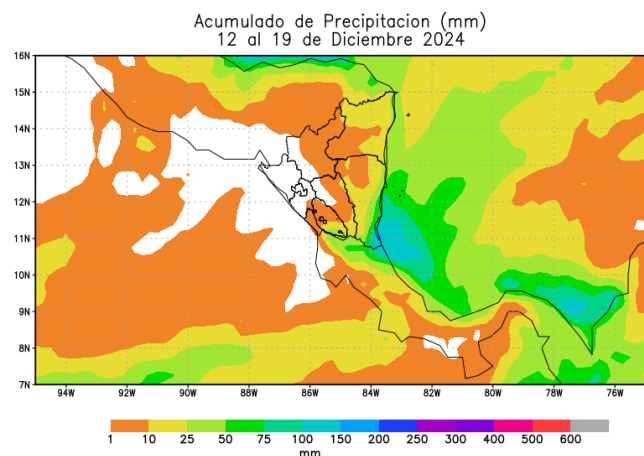 Acumulado de Precipitacion (mm)
12 al 19 de Diciembre 2024
16N
15N
14N
13N
12N
11N
10N
9N
8N
7N
94W 92W 90W 88W 86W 84W 82W 80W 78W 76W
1 10 25 50 75 100 150 200 250 300 400 500 600
mm